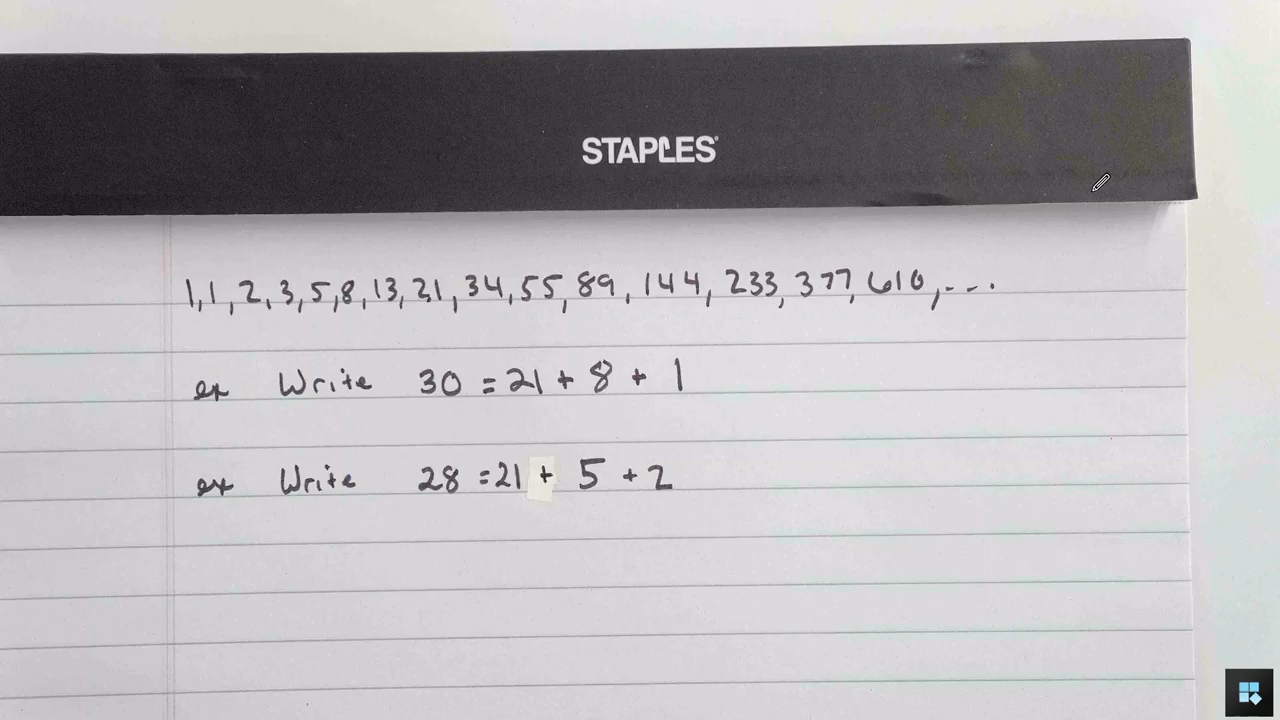 STAPLES
1, 1, 2, 3, 5, 8, 13, 21, 34, 55, 89, 144, 233, 377, 610, ...
ex Write 30 = 21 + 8 + 1
ex Write 28 = 21 + 5 + 2